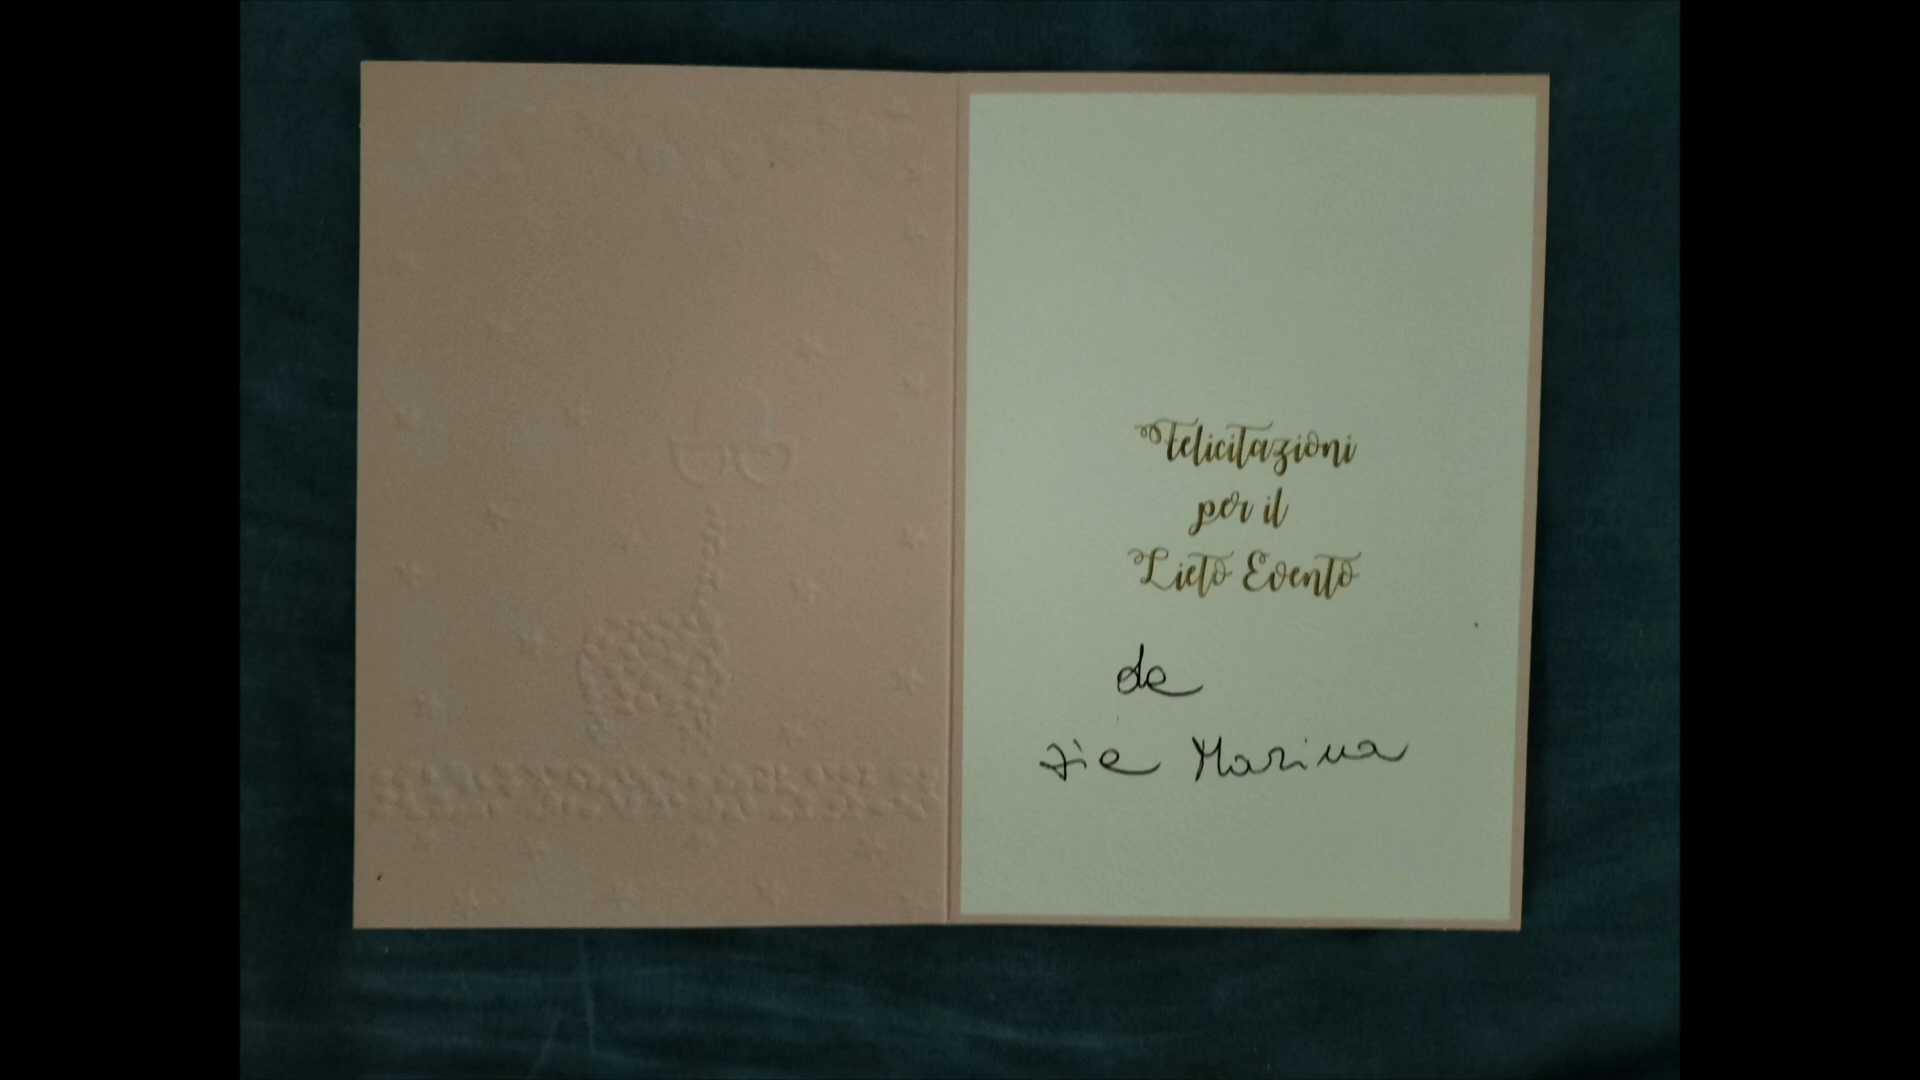 Felicitazioni
per il
Lieto Evento
da
zia Marina